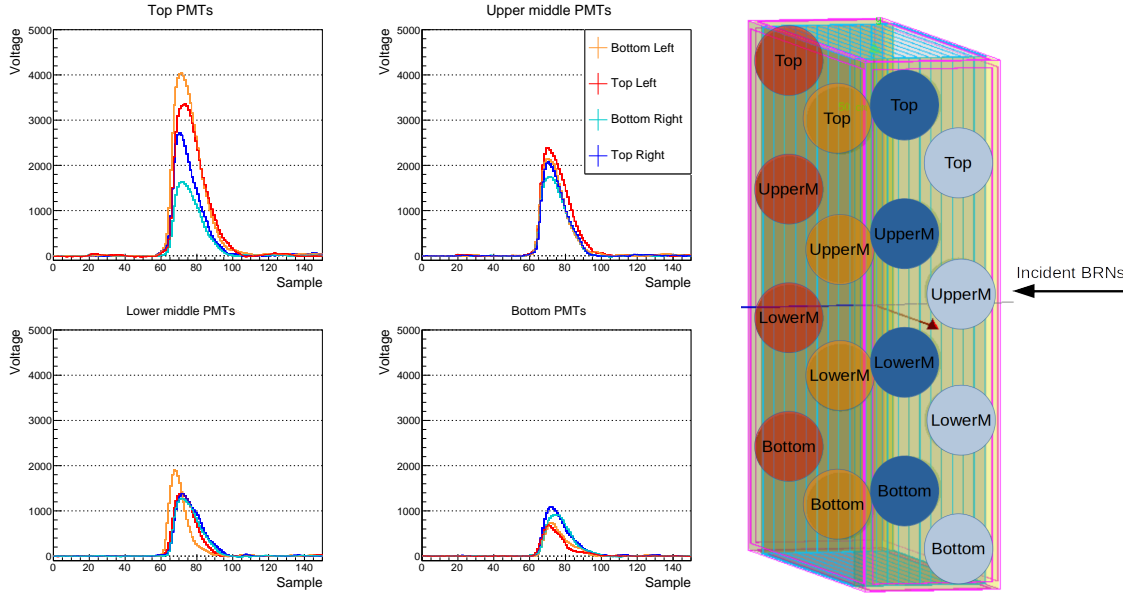 Top PMTs
Voltage
5000
4000
3000
2000
1000
0
0 20 40 60 80 100 120 140
Sample
Upper middle PMTs
Voltage
5000
4000
3000
2000
1000
0
0 20 40 60 80 100 120 140
Sample
Bottom Left
Top Left
Bottom Right
Top Right
Lower middle PMTs
Voltage
5000
4000
3000
2000
1000
0
0 20 40 60 80 100 120 140
Sample
Bottom PMTs
Voltage
5000
4000
3000
2000
1000
0
0 20 40 60 80 100 120 140
Sample
Top
Top
Top
Top
UpperM
UpperM
UpperM
UpperM
Incident BRNs
LowerM
LowerM
LowerM
LowerM
Bottom
Bottom
Bottom
Bottom